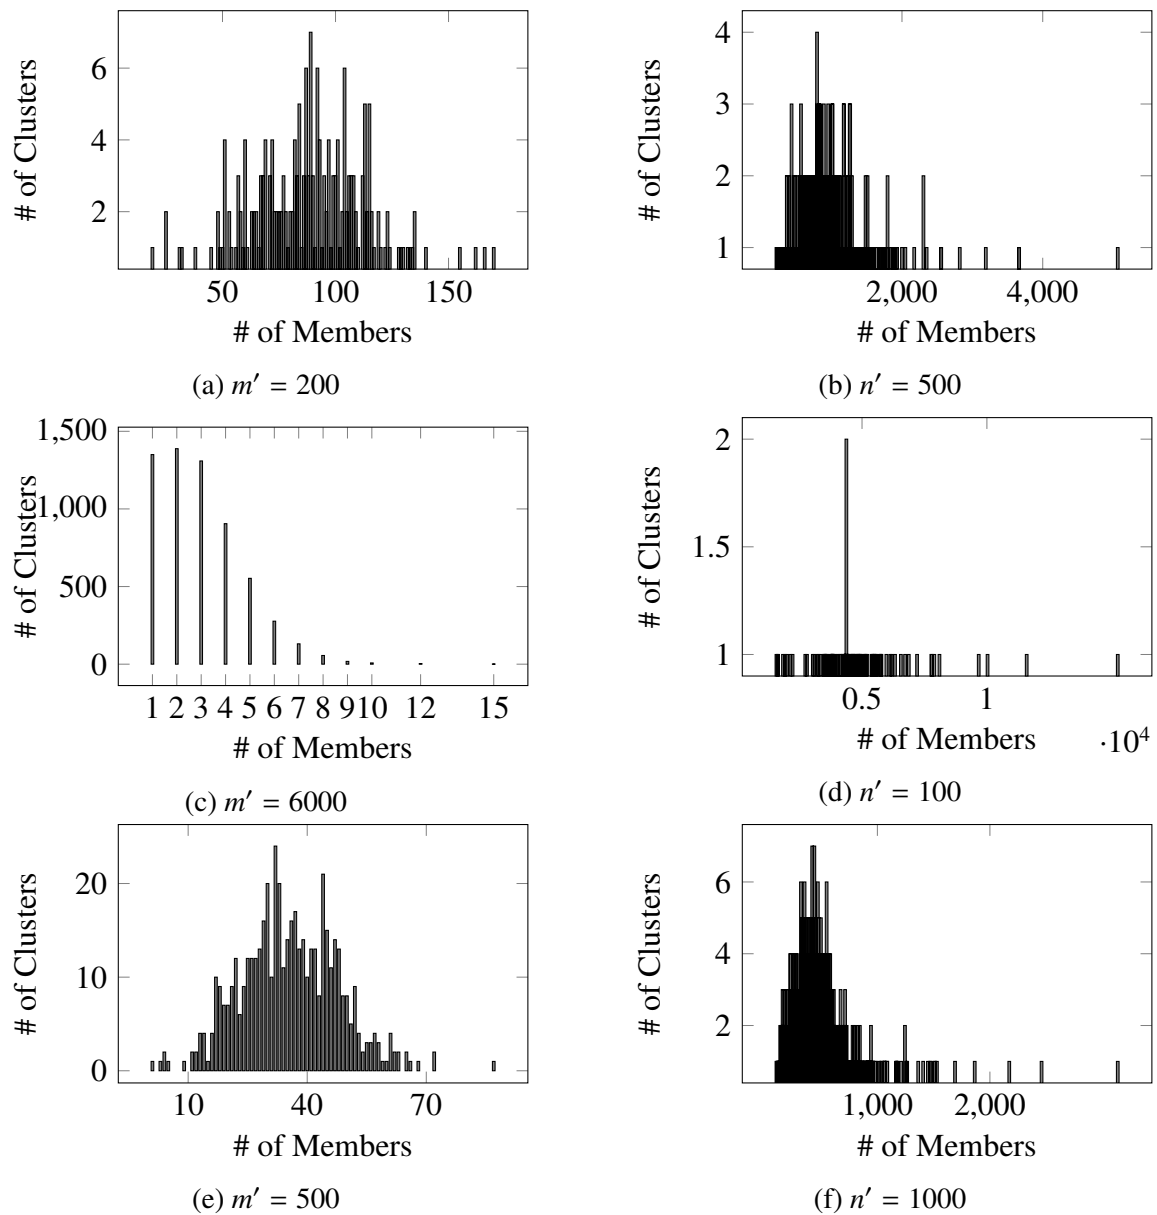 6
4
2
# of Clusters
50 100 150
# of Members
(a) m′ = 200
4
3
2
1
# of Clusters
2,000 4,000
# of Members
(b) n′ = 500
1,500
1,000
500
0
# of Clusters
1 2 3 4 5 6 7 8 9 10 12 15
# of Members
(c) m′ = 6000
2
1.5
1
# of Clusters
0.5 1
# of Members ·10⁴
(d) n′ = 100
20
10
0
# of Clusters
10 40 70
# of Members
(e) m′ = 500
6
4
2
# of Clusters
1,000 2,000
# of Members
(f) n′ = 1000